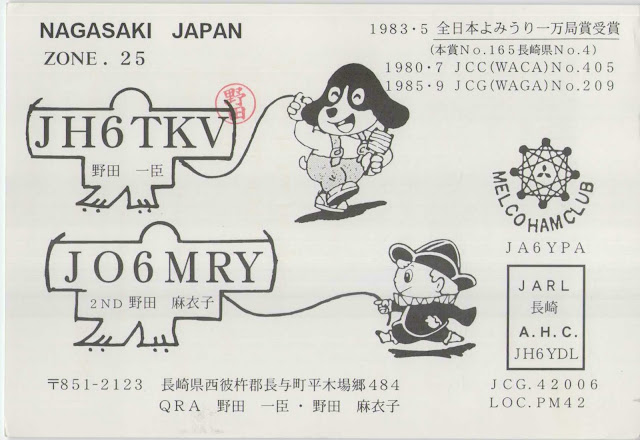 NAGASAKI JAPAN
ZONE. 25
1983・5 全日本よみうり一万局賞受賞
(本賞No.165長崎県No.4)
1980・7 JCC(WACA)No.405
1985・9 JCG(WAGA)No.209
野田
JH6TKV
野田 一臣
MELCO HAM CLUB
JA6YPA
JO6MRY
2ND 野田 麻衣子
JARL
長崎
A.H.C.
JH6YDL
〒851-2123 長崎県西彼杵郡長与町平木場郷484
QRA 野田 一臣・野田 麻衣子
JCG.42006
LOC.PM42